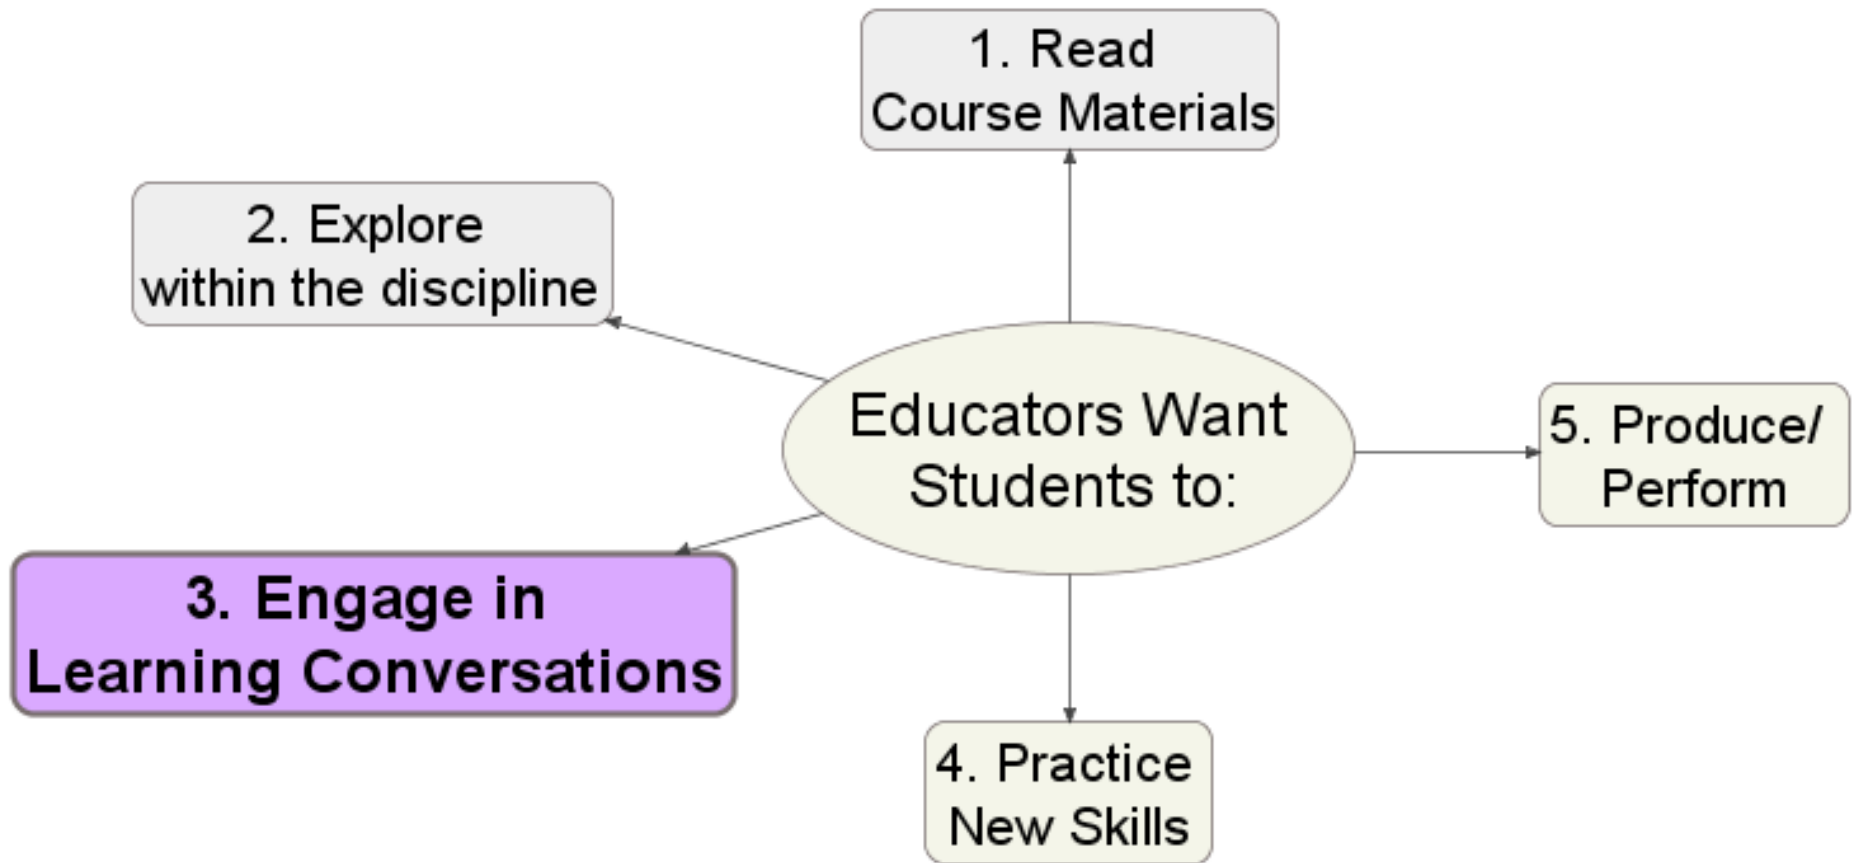 1. Read
Course Materials
2. Explore
within the discipline
Educators Want
Students to:
5. Produce/
Perform
3. Engage in
Learning Conversations
4. Practice
New Skills